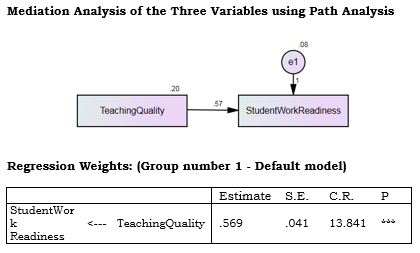 Mediation Analysis of the Three Variables using Path Analysis
.08
e1
1
.20
.57
TeachingQuality
StudentWorkReadiness
Regression Weights: (Group number 1 - Default model)
Estimate S.E. C.R. P
StudentWor
k <--- TeachingQuality .569 .041 13.841 ***
Readiness